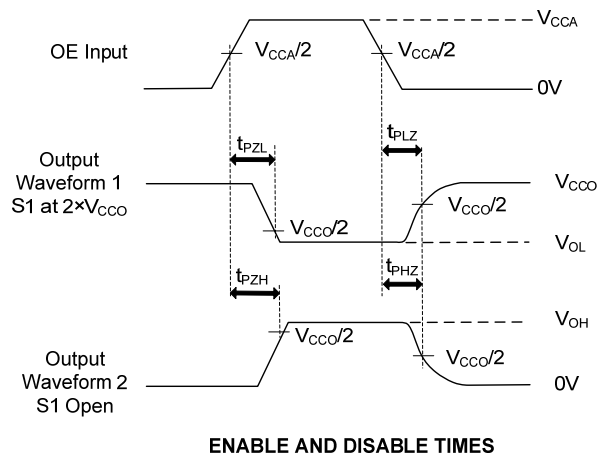 V_CCA
OE Input
V_CCA/2
V_CCA/2
0V
t_PZL
t_PLZ
Output
Waveform 1
S1 at 2×V_CCO
V_CCO
V_CCO/2
V_CCO/2
V_OL
t_PZH
t_PHZ
V_OH
V_CCO/2
V_CCO/2
Output
Waveform 2
S1 Open
0V
ENABLE AND DISABLE TIMES